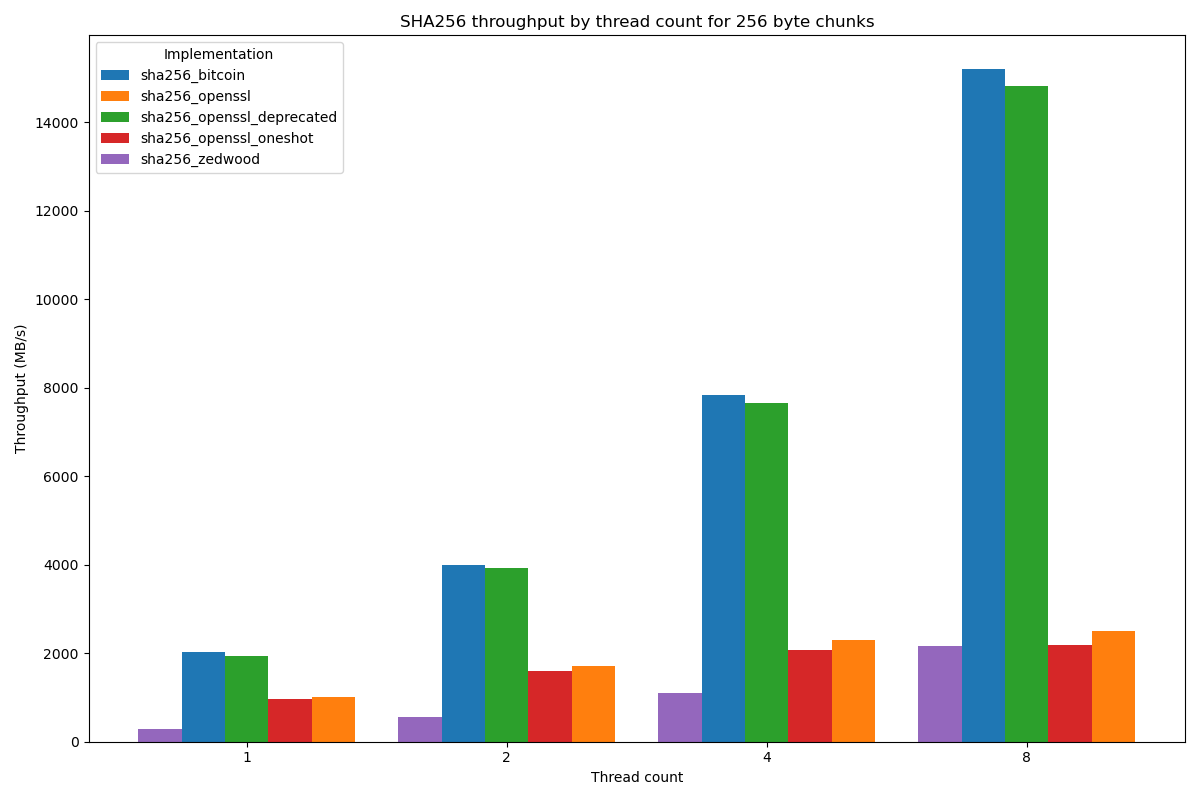 SHA256 throughput by thread count for 256 byte chunks
Implementation
sha256_bitcoin
sha256_openssl
sha256_openssl_deprecated
sha256_openssl_oneshot
sha256_zedwood
14000
12000
10000
8000
6000
4000
2000
0
Throughput (MB/s)
1 2 4 8
Thread count